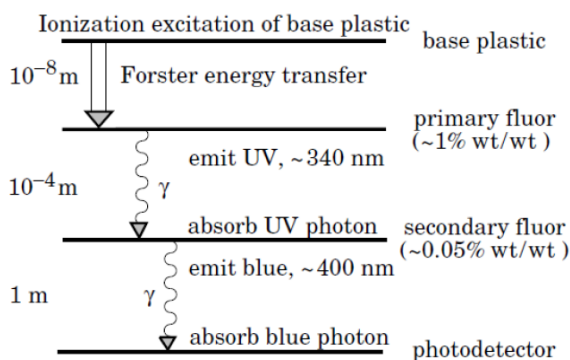 Ionization excitation of base plastic
base plastic
10⁻⁸ m
Forster energy transfer
primary fluor
(~1% wt/wt)
emit UV, ~340 nm
10⁻⁴ m
γ
absorb UV photon
secondary fluor
(~0.05% wt/wt)
emit blue, ~400 nm
1 m
γ
absorb blue photon
photodetector